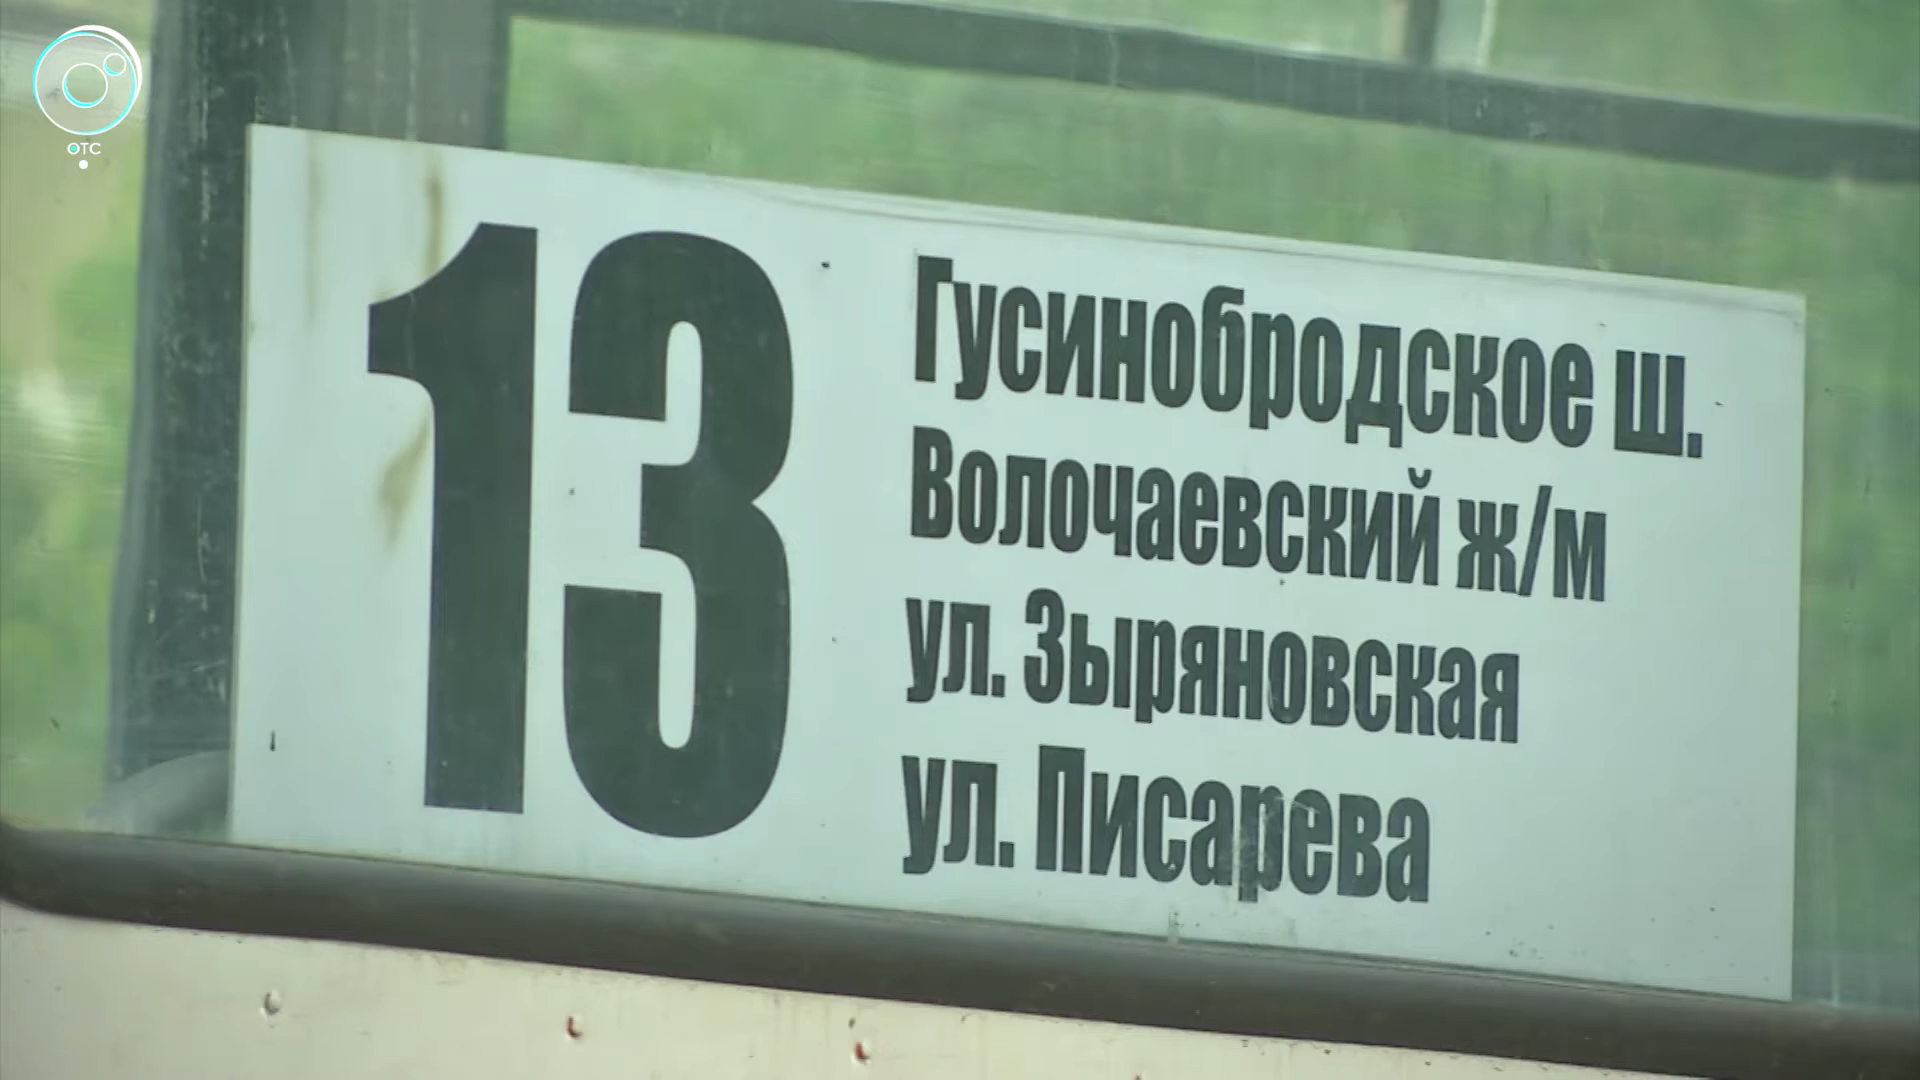 ОТС
13
Гусинобродское ш.
Волочаевский ж/м
ул. Зыряновская
ул. Писарева